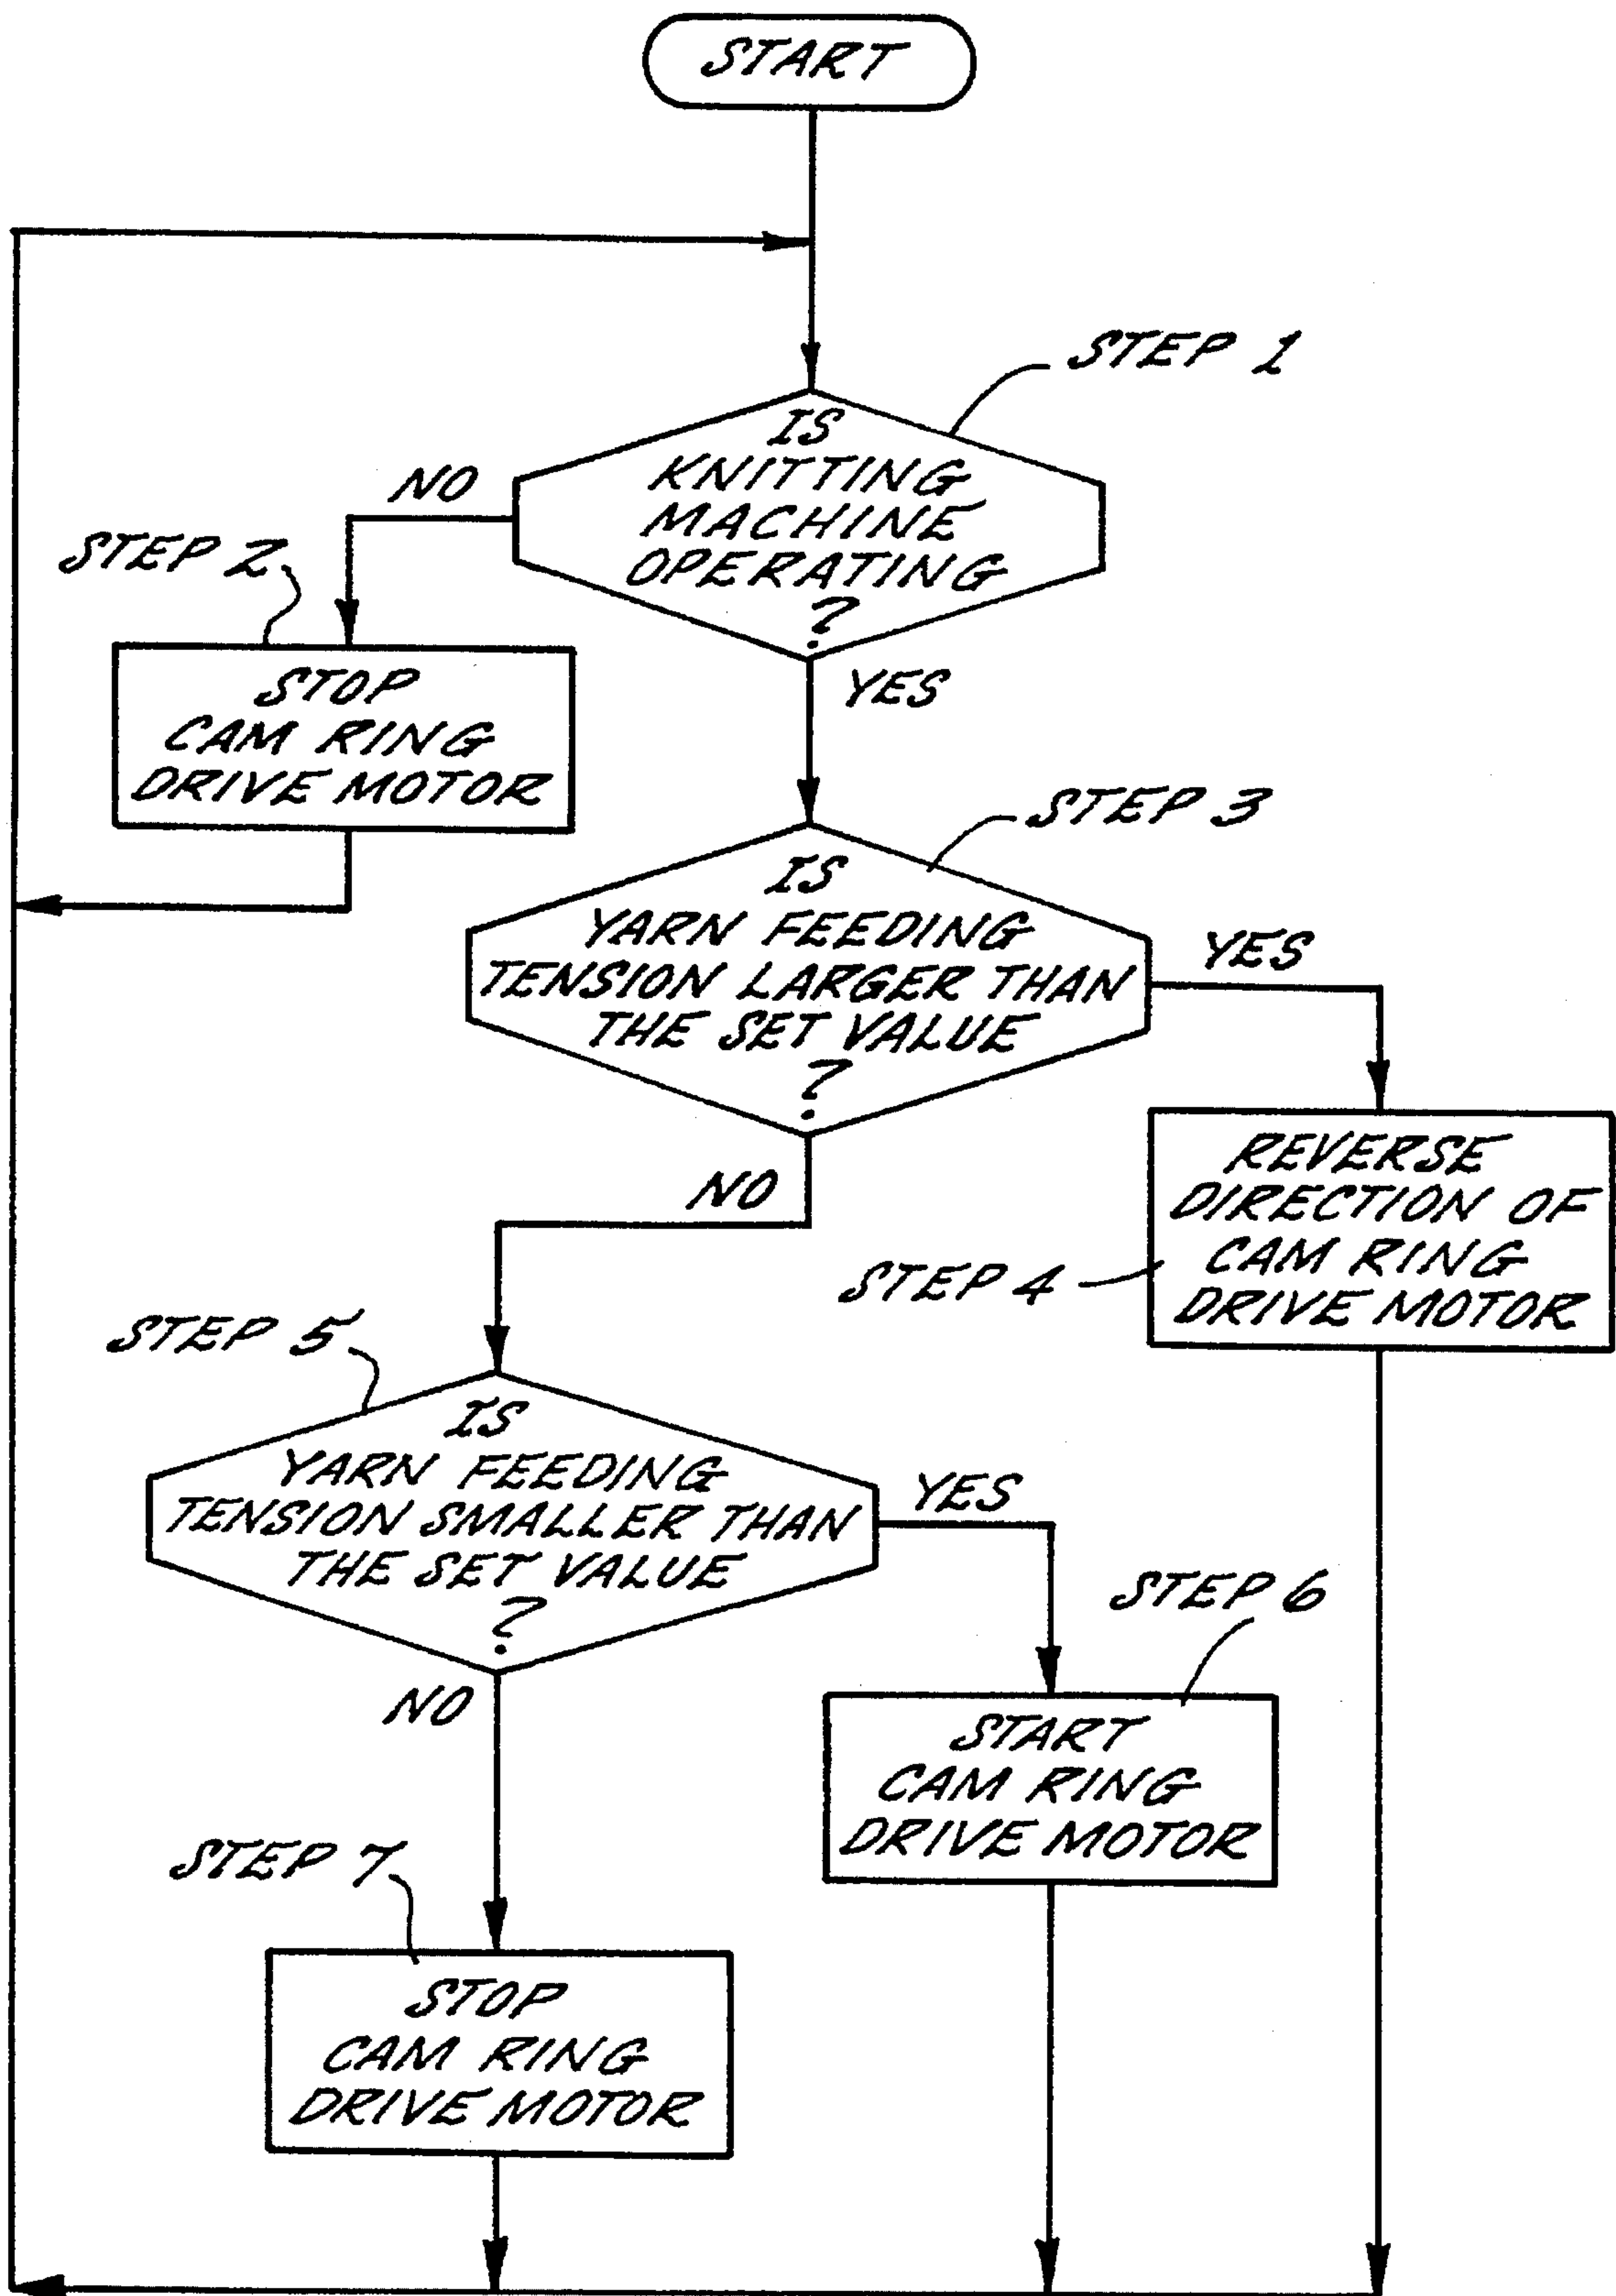 START
STEP 1
IS
KNITTING
MACHINE
OPERATING
?
NO
STEP 2
STOP
CAM RING
DRIVE MOTOR
YES
STEP 3
IS
YARN FEEDING
TENSION LARGER THAN
THE SET VALUE
?
YES
REVERSE
DIRECTION OF
CAM RING
DRIVE MOTOR
STEP 4
NO
STEP 5
IS
YARN FEEDING
TENSION SMALLER THAN
THE SET VALUE
?
YES
STEP 6
START
CAM RING
DRIVE MOTOR
NO
STEP 7
STOP
CAM RING
DRIVE MOTOR